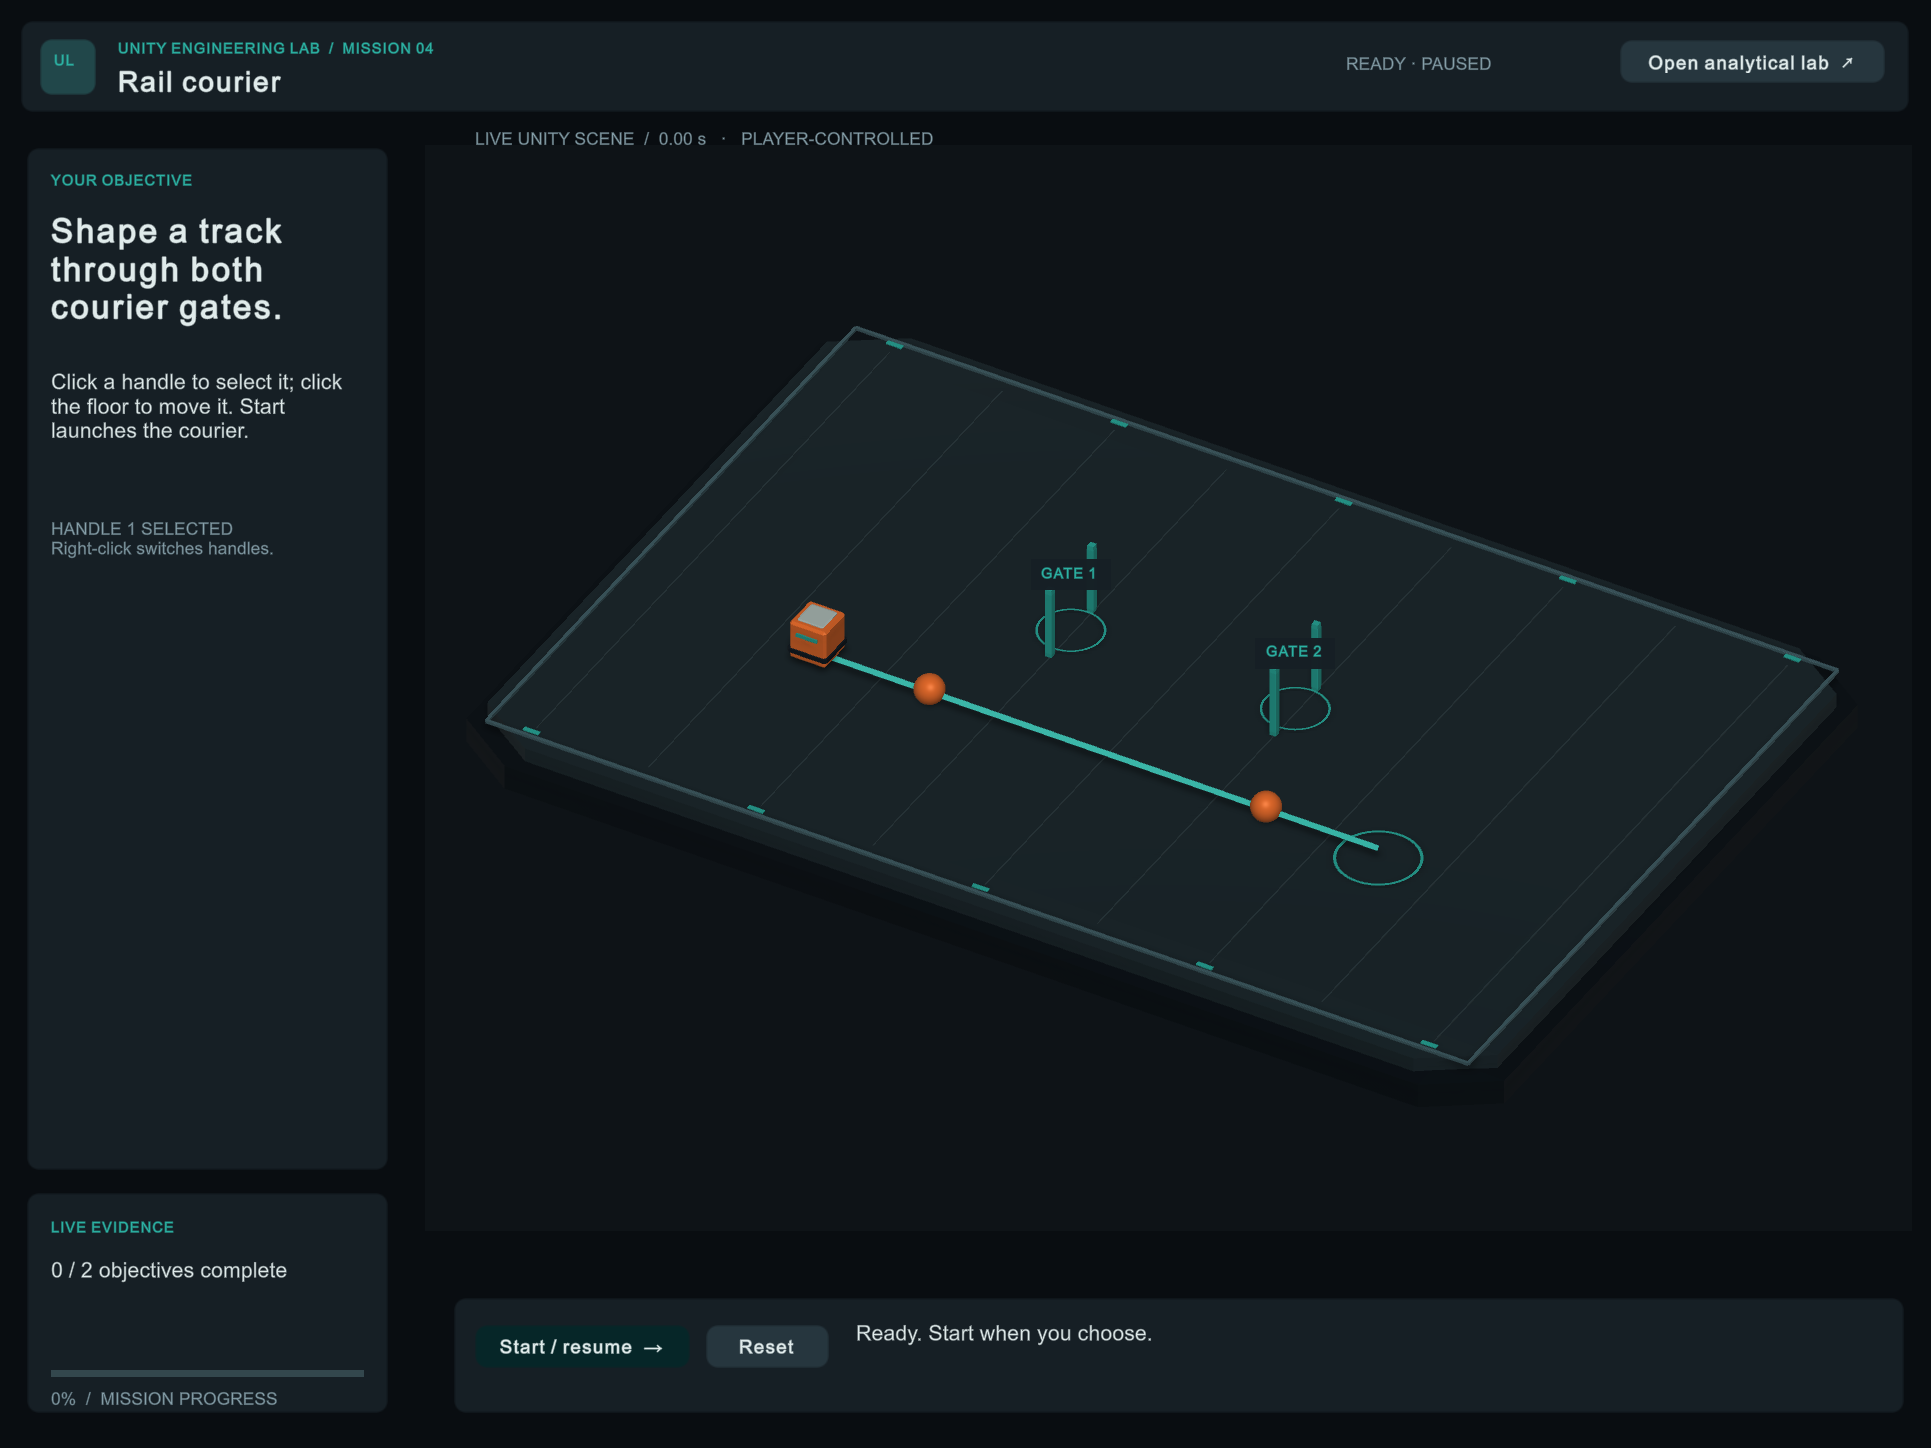 UL
UNITY ENGINEERING LAB / MISSION 04
Rail courier
READY · PAUSED
Open analytical lab ↗
LIVE UNITY SCENE / 0.00 s · PLAYER-CONTROLLED
YOUR OBJECTIVE
Shape a track
through both
courier gates.
Click a handle to select it; click
the floor to move it. Start
launches the courier.
HANDLE 1 SELECTED
Right-click switches handles.
GATE 1
GATE 2
LIVE EVIDENCE
0 / 2 objectives complete
0% / MISSION PROGRESS
Start / resume →
Reset
Ready. Start when you choose.